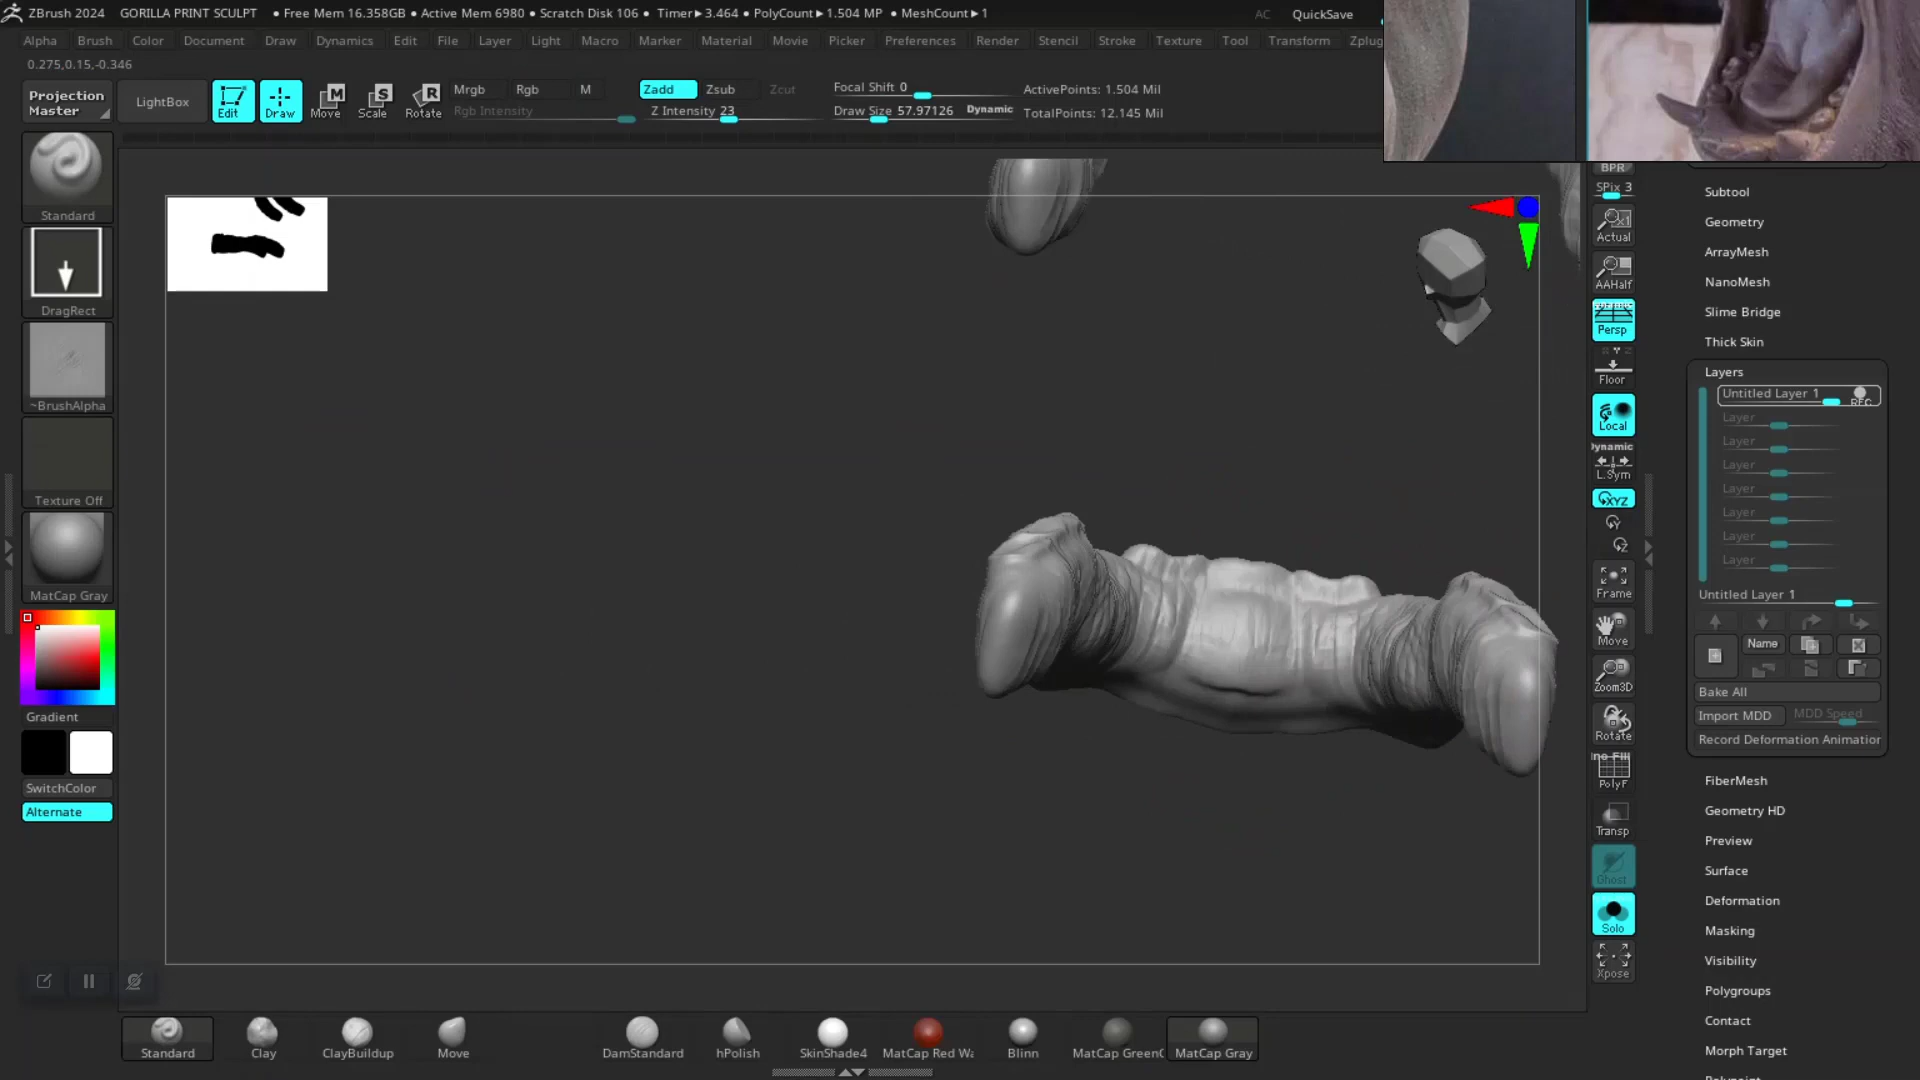 ZBrush 2024 GORILLA PRINT SCULPT • Free Mem 16.358GB • Active Mem 6980 • Scratch Disk 106 • Timer▶3.464 • PolyCount▶1.504 MP • MeshCount▶1 AC QuickSave
Alpha Brush Color Document Draw Dynamics Edit File Layer Light Macro Marker Material Movie Picker Preferences Render Stencil Stroke Texture Tool Transform Zplug
0.275,0.15,-0.346
Projection Master
LightBox
Edit
Draw
Move
Scale
Rotate
Mrgb Rgb M
Rgb Intensity
Zadd Zsub Zcut
Z Intensity 23
Focal Shift 0
Draw Size 57.97126 Dynamic
ActivePoints: 1.504 Mil
TotalPoints: 12.145 Mil
Standard
DragRect
~BrushAlpha
Texture Off
MatCap Gray
Gradient
SwitchColor
Alternate
BPR
SPix 3
Actual
AAHalf
Persp
Floor
Local
Dynamic
L.Sym
XYZ
Frame
Move
Zoom3D
Rotate
PolyF
Transp
Ghost
Solo
Xpose
Subtool
Geometry
ArrayMesh
NanoMesh
Slime Bridge
Thick Skin
Layers
Untitled Layer 1 REC
Layer
Layer
Layer
Layer
Layer
Layer
Layer
Untitled Layer 1
Name
Bake All
Import MDD MDD Speed
Record Deformation Animation
FiberMesh
Geometry HD
Preview
Surface
Deformation
Masking
Visibility
Polygroups
Contact
Morph Target
Standard Clay ClayBuildup Move DamStandard hPolish SkinShade4 MatCap Red Wa Blinn MatCap GreenC MatCap Gray